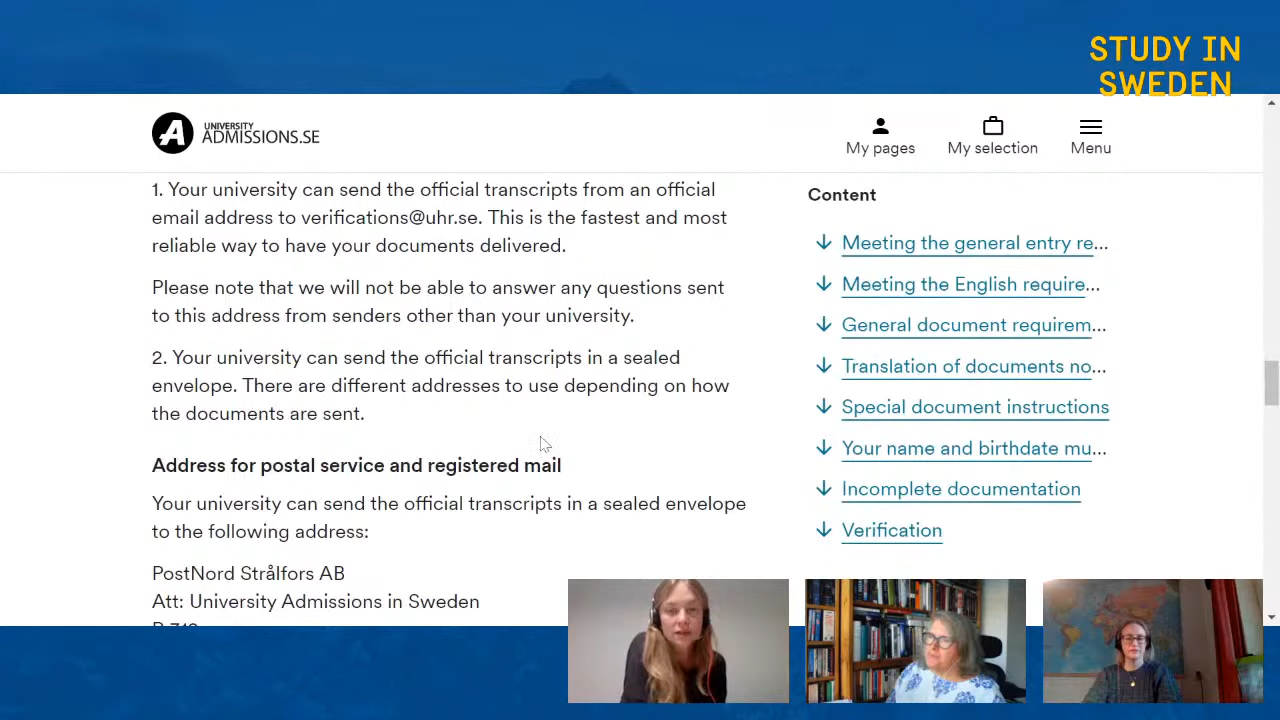 STUDY IN
SWEDEN
UNIVERSITY
ADMISSIONS.SE
My pages
My selection
Menu
1. Your university can send the official transcripts from an official
email address to verifications@uhr.se. This is the fastest and most
reliable way to have your documents delivered.
Please note that we will not be able to answer any questions sent
to this address from senders other than your university.
2. Your university can send the official transcripts in a sealed
envelope. There are different addresses to use depending on how
the documents are sent.
Address for postal service and registered mail
Your university can send the official transcripts in a sealed envelope
to the following address:
PostNord Strålfors AB
Att: University Admissions in Sweden
Content
Meeting the general entry re...
Meeting the English require...
General document requirem...
Translation of documents no...
Special document instructions
Your name and birthdate mu...
Incomplete documentation
Verification